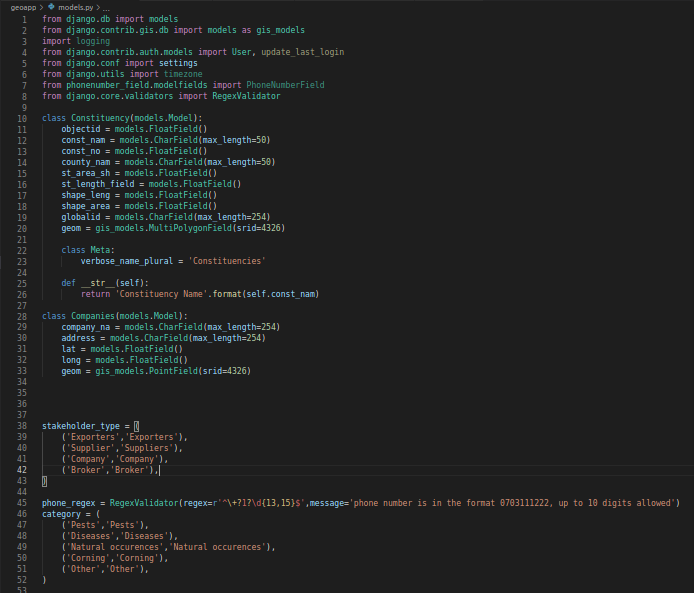 geoapp > models.py > ...
1 from django.db import models
2 from django.contrib.gis.db import models as gis_models
3 import logging
4 from django.contrib.auth.models import User, update_last_login
5 from django.conf import settings
6 from django.utils import timezone
7 from phonenumber_field.modelfields import PhoneNumberField
8 from django.core.validators import RegexValidator
9
10 class Constituency(models.Model):
11     objectid = models.FloatField()
12     const_nam = models.CharField(max_length=50)
13     const_no = models.FloatField()
14     county_nam = models.CharField(max_length=50)
15     st_area_sh = models.FloatField()
16     st_length_field = models.FloatField()
17     shape_leng = models.FloatField()
18     shape_area = models.FloatField()
19     globalid = models.CharField(max_length=254)
20     geom = gis_models.MultiPolygonField(srid=4326)
21
22     class Meta:
23         verbose_name_plural = 'Constituencies'
24
25     def __str__(self):
26         return 'Constituency Name'.format(self.const_nam)
27
28 class Companies(models.Model):
29     company_na = models.CharField(max_length=254)
30     address = models.CharField(max_length=254)
31     lat = models.FloatField()
32     long = models.FloatField()
33     geom = gis_models.PointField(srid=4326)
34
35
36
37
38 stakeholder_type = (
39     ('Exporters','Exporters'),
40     ('Supplier','Suppliers'),
41     ('Company','Company'),
42     ('Broker','Broker'),
43 )
44
45 phone_regex = RegexValidator(regex=r'^\+?1?\d{13,15}$',message='phone number is in the format 0703111222, up to 10 digits allowed')
46 category = (
47     ('Pests','Pests'),
48     ('Diseases','Diseases'),
49     ('Natural occurences','Natural occurences'),
50     ('Corning','Corning'),
51     ('Other','Other'),
52 )
53